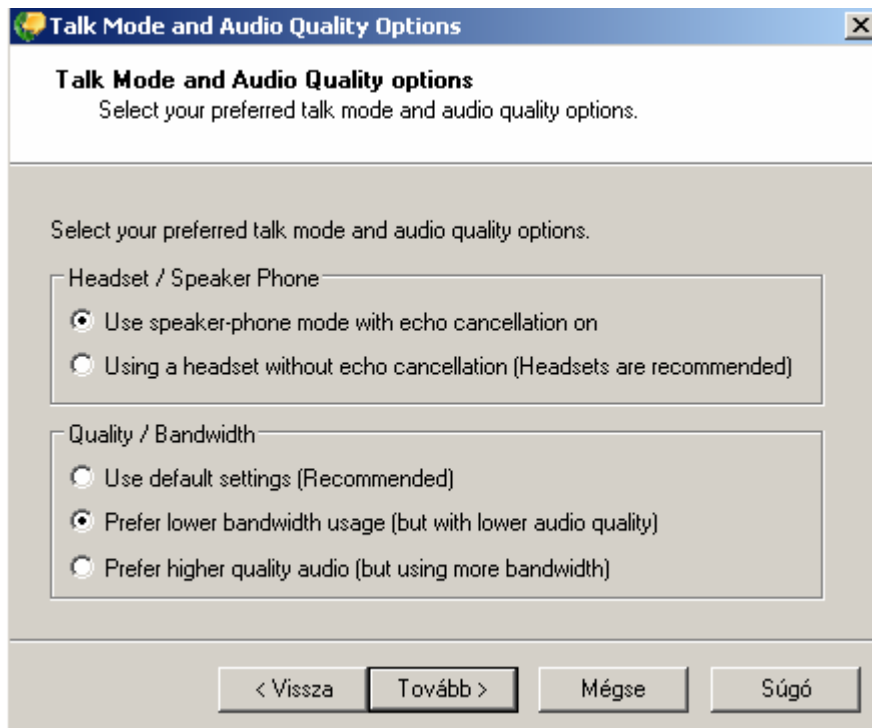 Talk Mode and Audio Quality Options
Talk Mode and Audio Quality options
Select your preferred talk mode and audio quality options.
Select your preferred talk mode and audio quality options.
Headset / Speaker Phone
Use speaker-phone mode with echo cancellation on
Using a headset without echo cancellation (Headsets are recommended)
Quality / Bandwidth
Use default settings (Recommended)
Prefer lower bandwidth usage (but with lower audio quality)
Prefer higher quality audio (but using more bandwidth)
< Vissza Tovább > Mégse Súgó